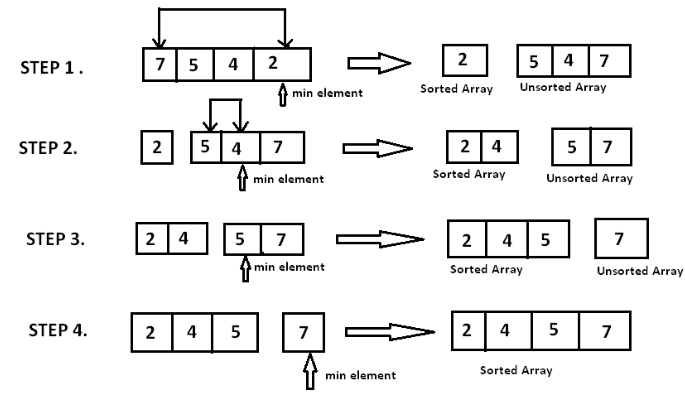 STEP 1 .
7 5 4 2
min element
2
Sorted Array
5 4 7
Unsorted Array
STEP 2.
2
5 4 7
min element
2 4
Sorted Array
5 7
Unsorted Array
STEP 3.
2 4
5 7
min element
2 4 5
Sorted Array
7
Unsorted Array
STEP 4.
2 4 5
7
min element
2 4 5 7
Sorted Array